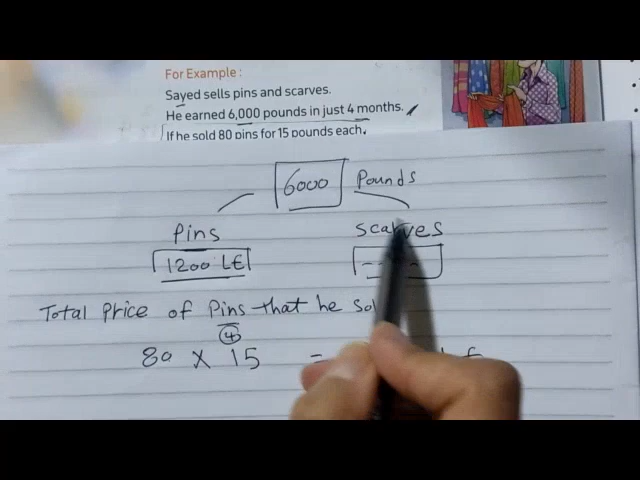 For Example :
Sayed sells pins and scarves.
He earned 6,000 pounds in just 4 months.
If he sold 80 pins for 15 pounds each.
6000 Pounds
Pins scarves
1200 LE
Total Price of Pins that he
4
80 × 15 =